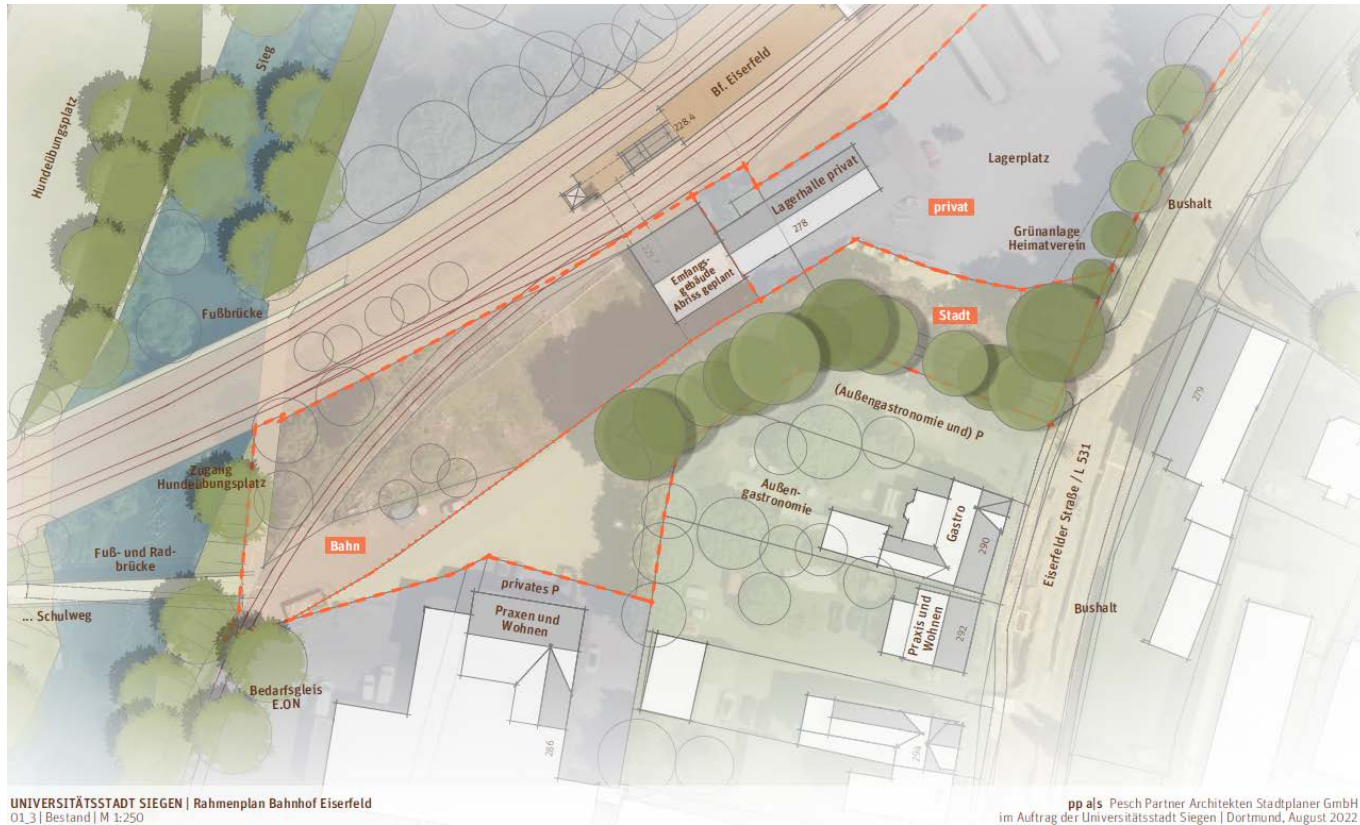 Sieg
Hundeübungsplatz
Bf. Eiserfeld
228.4
Lagerplatz
Lagerhalle privat
278
privat
Bushalt
Grünanlage
Heimatverein
Emfangs-
gebäude
Abriss geplant
Fußbrücke
Stadt
279
(Außengastronomie und) P
Zugang
Hundeübungsplatz
Außen-
gastronomie
Gastro
290
Eiserfelder Straße / L 531
Bahn
Fuß- und Rad-
brücke
privates P
... Schulweg
Praxen und
Wohnen
Praxis und
Wohnen
292
Bushalt
Bedarfsgleis
E.ON
286
294
UNIVERSITÄTSSTADT SIEGEN | Rahmenplan Bahnhof Eiserfeld
01_3 | Bestand | M 1:250
pp a|s Pesch Partner Architekten Stadtplaner GmbH
im Auftrag der Universitätsstadt Siegen | Dortmund, August 2022